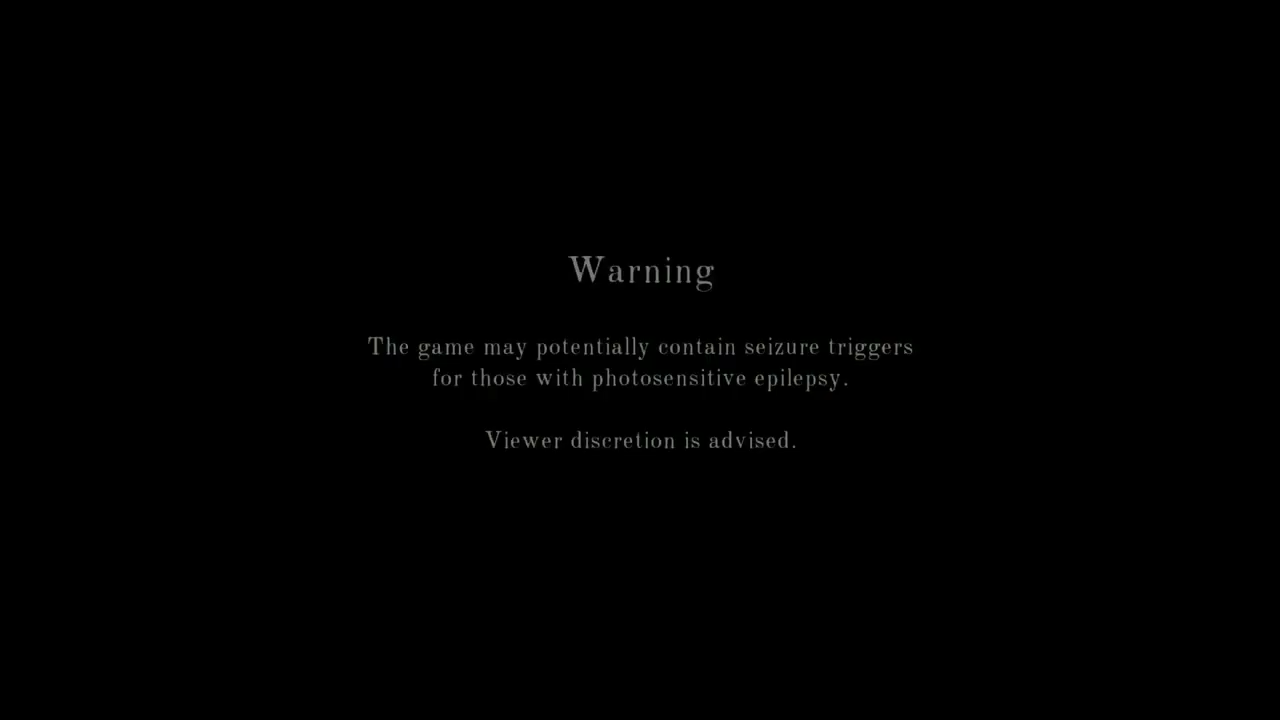 Warning
The game may potentially contain seizure triggers
for those with photosensitive epilepsy.
Viewer discretion is advised.